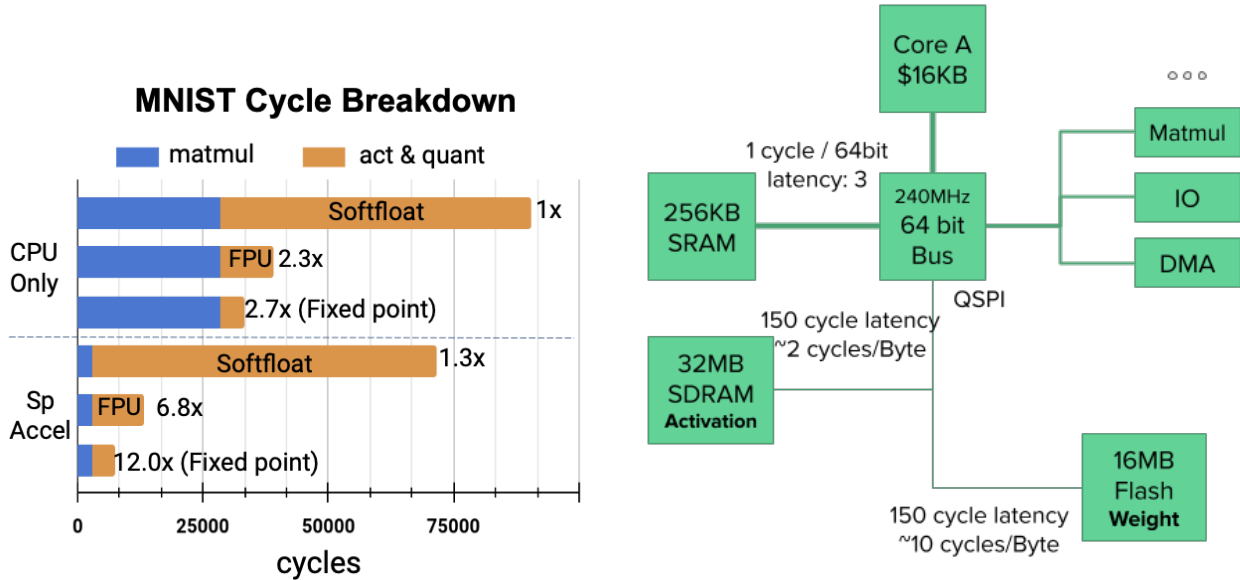 MNIST Cycle Breakdown
matmul
act & quant
CPU
Only
Softfloat
1x
FPU
2.3x
2.7x (Fixed point)
Sp
Accel
Softfloat
1.3x
FPU
6.8x
12.0x (Fixed point)
0
25000
50000
75000
cycles
Core A
$16KB
1 cycle / 64bit
latency: 3
256KB
SRAM
240MHz
64 bit
Bus
Matmul
IO
DMA
QSPI
150 cycle latency
~2 cycles/Byte
32MB
SDRAM
Activation
16MB
Flash
Weight
150 cycle latency
~10 cycles/Byte